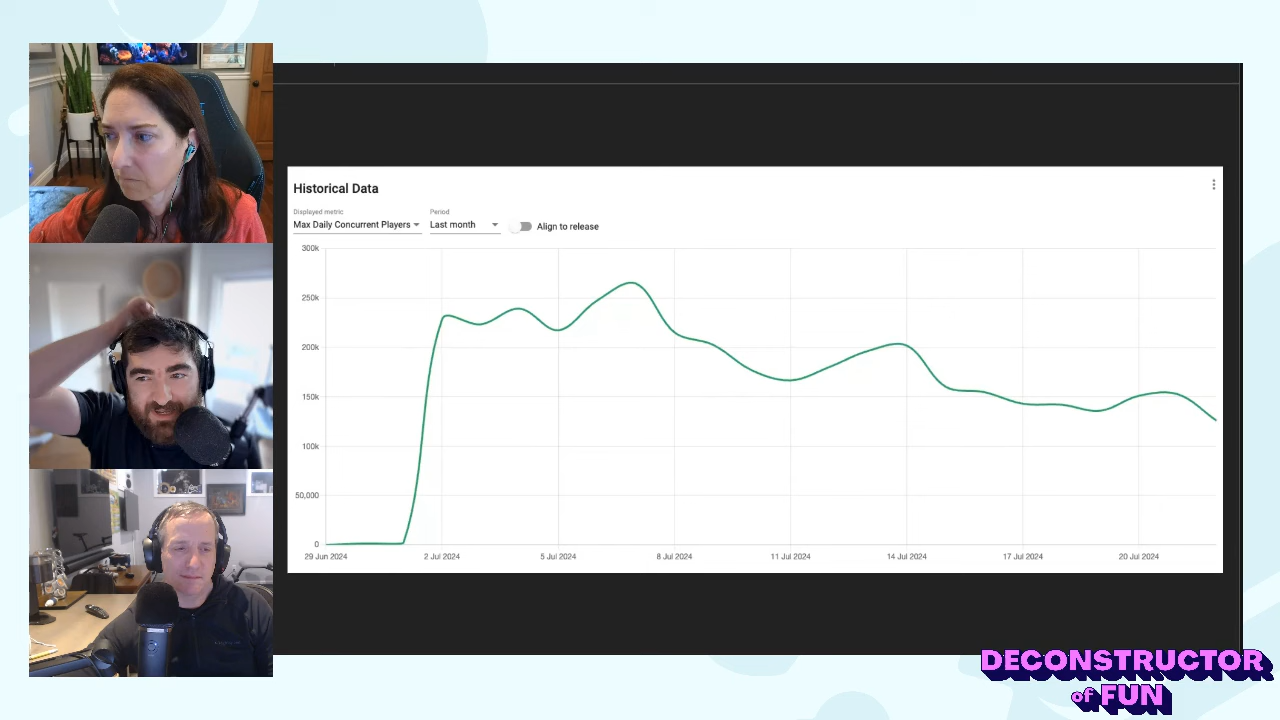 Historical Data
Displayed metric
Period
Max Daily Concurrent Players
Last month
Align to release
300k
250k
200k
150k
100k
50,000
0
29 Jun 2024
2 Jul 2024
5 Jul 2024
8 Jul 2024
11 Jul 2024
14 Jul 2024
17 Jul 2024
20 Jul 2024
DECONSTRUCTOR
of FUN